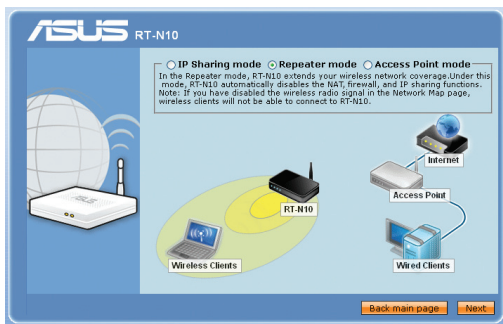 ASUS RT-N10
IP Sharing mode Repeater mode Access Point mode
In the Repeater mode, RT-N10 extends your wireless network coverage.Under this
mode, RT-N10 automatically disables the NAT, firewall, and IP sharing functions.
Note: If you have disabled the wireless radio signal in the Network Map page,
wireless clients will not be able to connect to RT-N10.
Internet
Access Point
RT-N10
Wireless Clients
Wired Clients
ASUS
Back main page Next